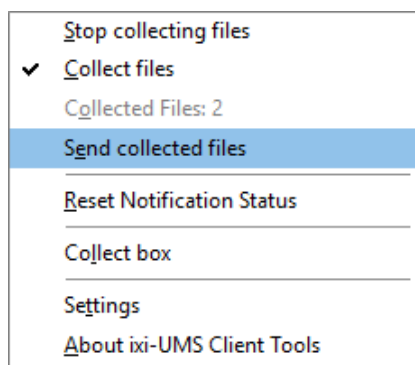 Stop collecting files
Collect files
Collected Files: 2
Send collected files
Reset Notification Status
Collect box
Settings
About ixi-UMS Client Tools